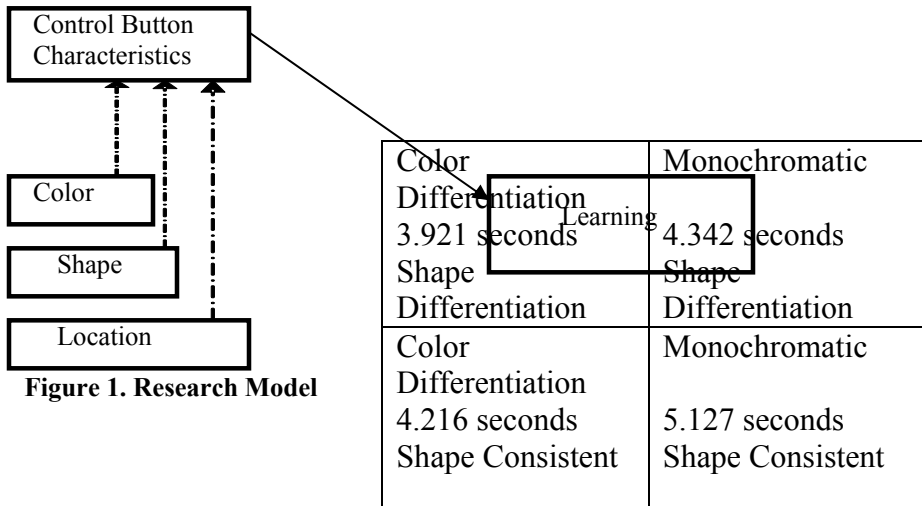 Control Button
Characteristics
Color
Shape
Location
Figure 1. Research Model
Learning
Color
Differentiation
3.921 seconds
Shape
Differentiation
Monochromatic
4.342 seconds
Shape
Differentiation
Color
Differentiation
4.216 seconds
Shape Consistent
Monochromatic
5.127 seconds
Shape Consistent